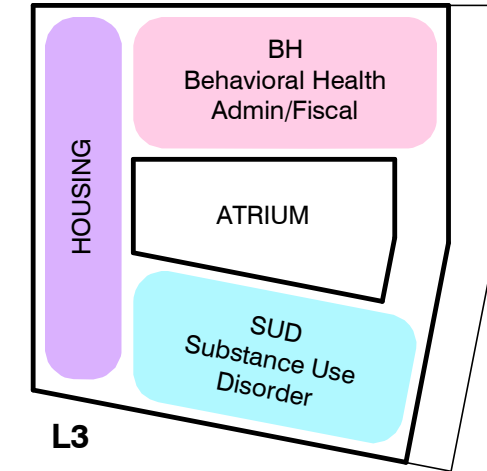 BH
Behavioral Health
Admin/Fiscal
HOUSING
ATRIUM
SUD
Substance Use
Disorder
L3